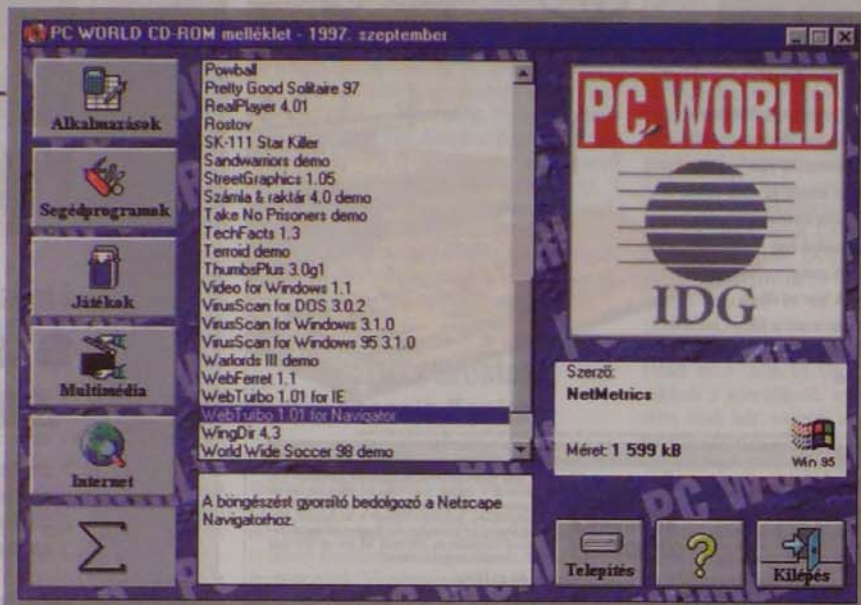 PC WORLD CD-ROM melléklet - 1997. szeptember
Alkalmazások
Segédprogramok
Játékok
Multimédia
Internet
Σ
Powball
Pretty Good Solitaire 97
RealPlayer 4.01
Rostov
SK-111 Star Killer
Sandwarriors demo
StreetGraphics 1.05
Számla & raktár 4.0 demo
Take No Prisoners demo
TechFacts 1.3
Terroid demo
ThumbsPlus 3.0g1
Video for Windows 1.1
VirusScan for DOS 3.0.2
VirusScan for Windows 3.1.0
VirusScan for Windows 95 3.1.0
Warlords III demo
WebFerret 1.1
WebTurbo 1.01 for IE
WebTurbo 1.01 for Navigator
WingDir 4.3
World Wide Soccer 98 demo
A böngészést gyorsító bedolgozó a Netscape
Navigatorhoz.
PC WORLD
IDG
Szerző:
NetMetrics
Méret: 1 599 kB
Win 95
Telepítés
?
Kilépés